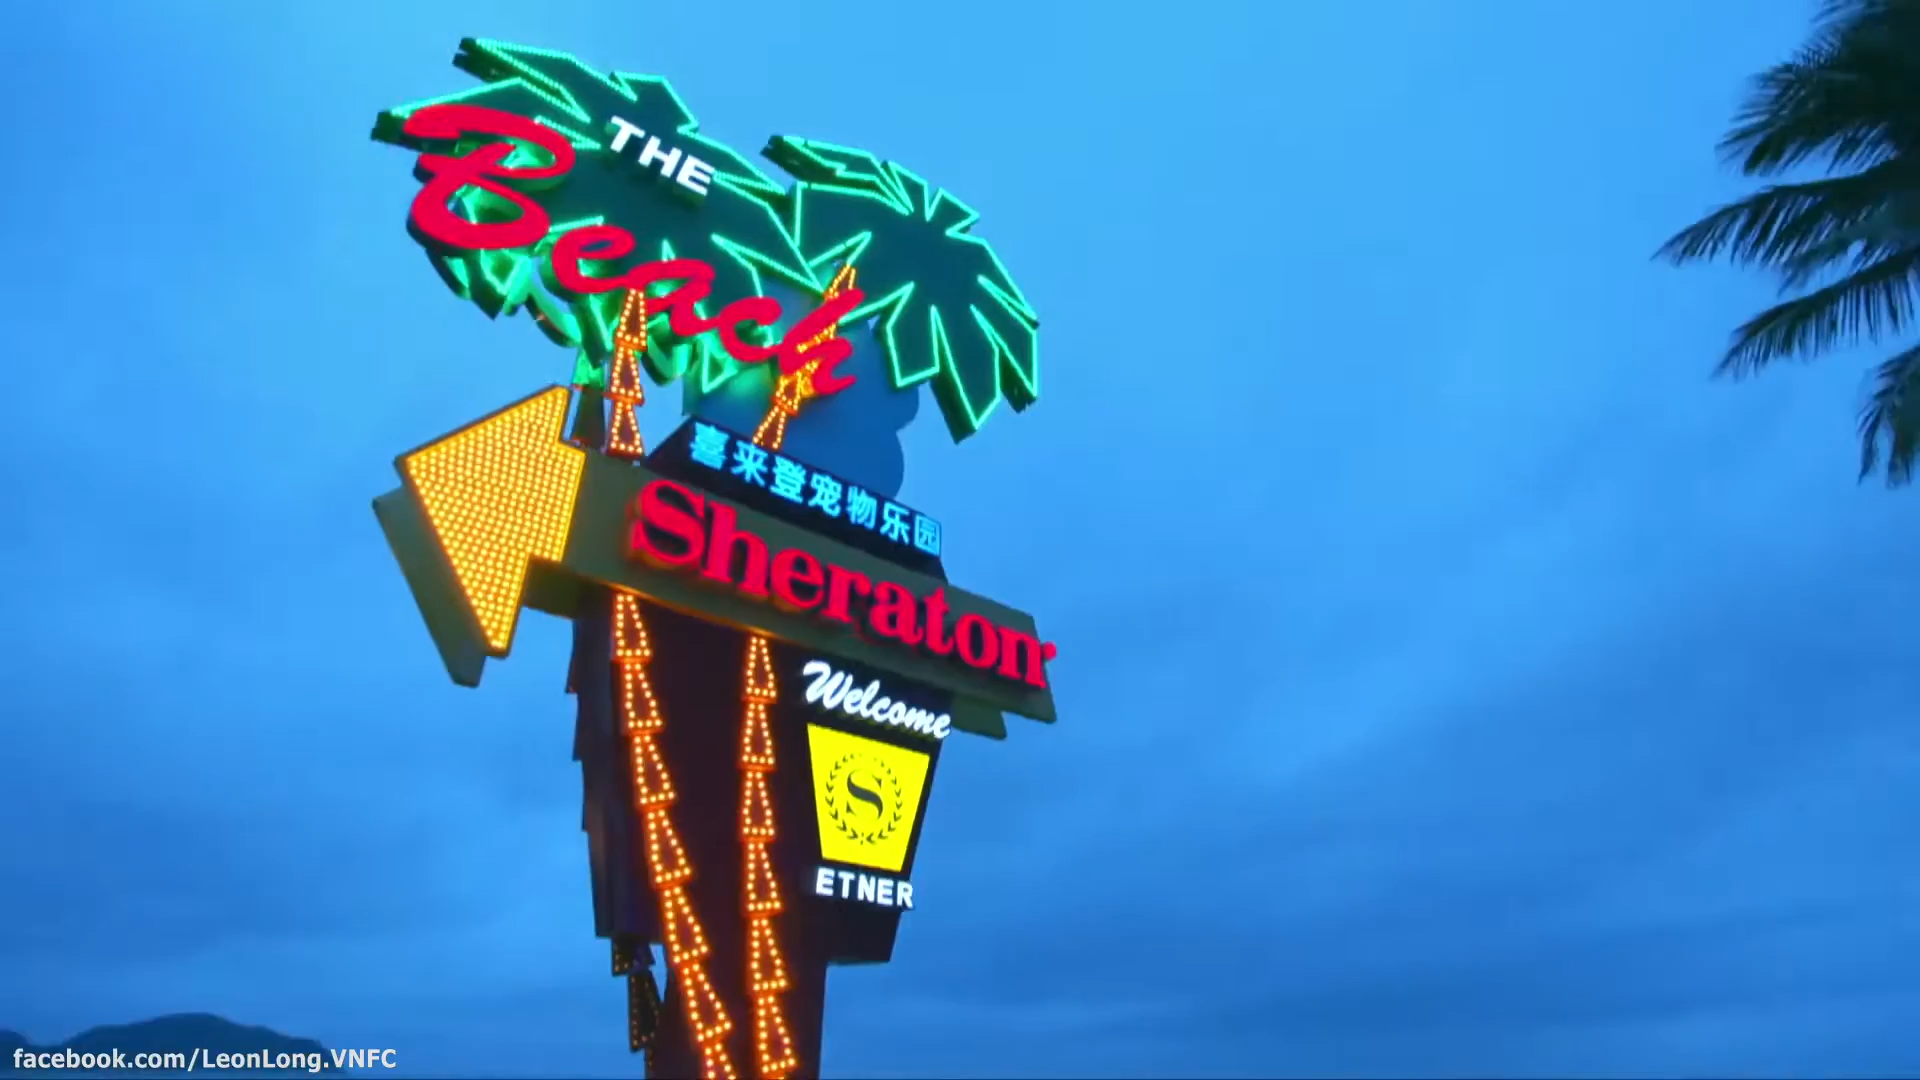 THE
Beach
喜来登宠物乐园
Sheraton
Welcome
S
ETNER
facebook.com/LeonLong.VNFC